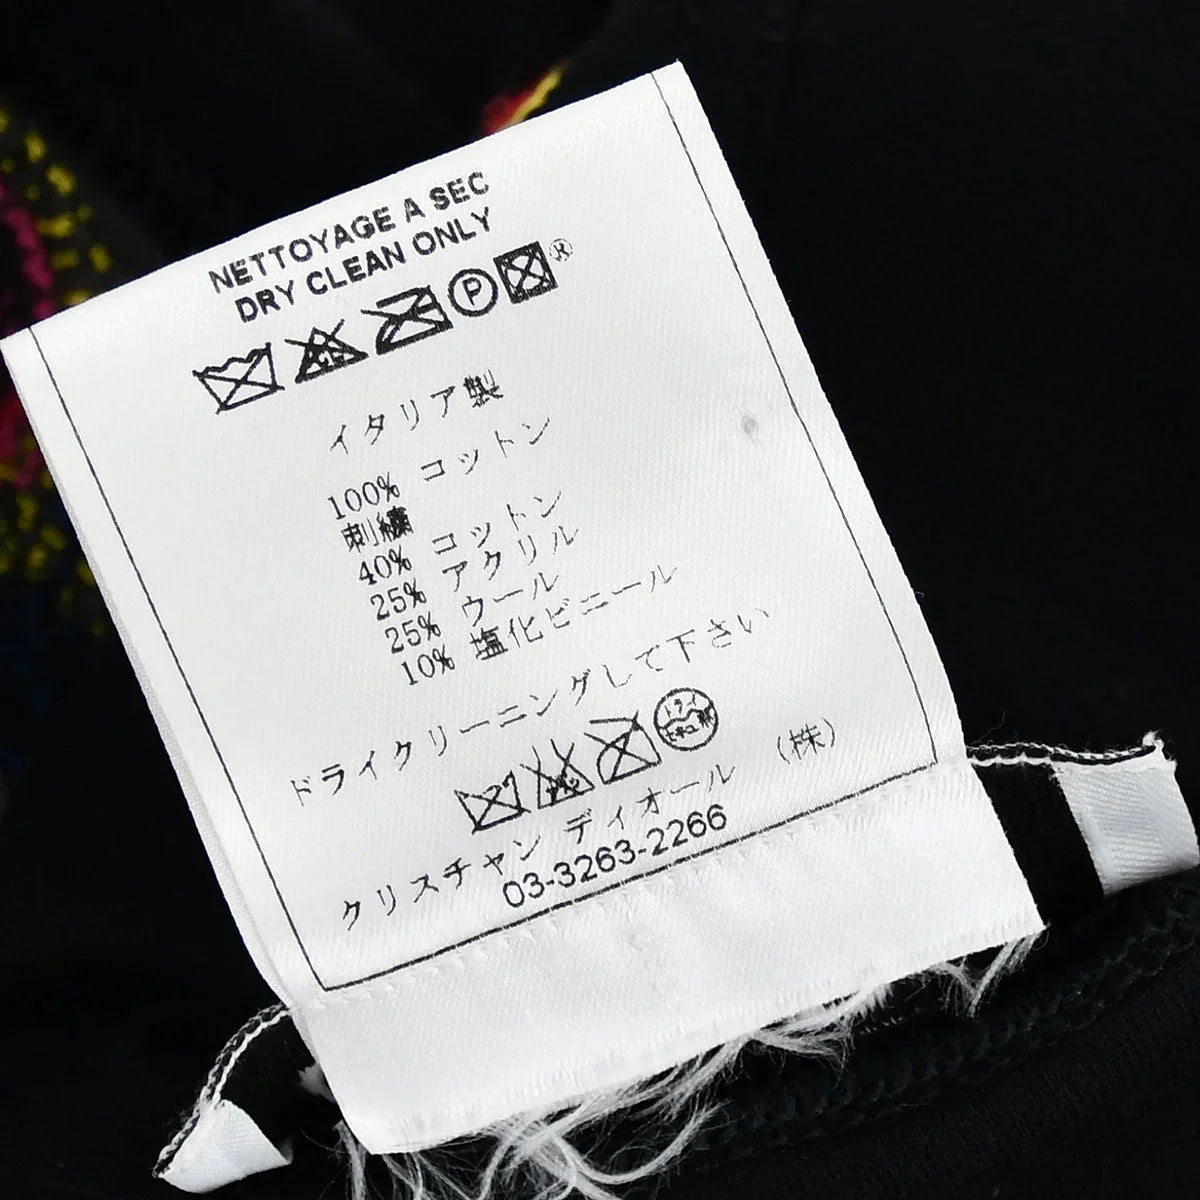 NETTOYAGE A SEC
DRY CLEAN ONLY
P ®
イタリア製
100% コットン
刺繍
40% コットン
25% アクリル
25% ウール
10% 塩化ビニール
ドライクリーニングして下さい
クリスチャン ディオール (株)
03-3263-2266